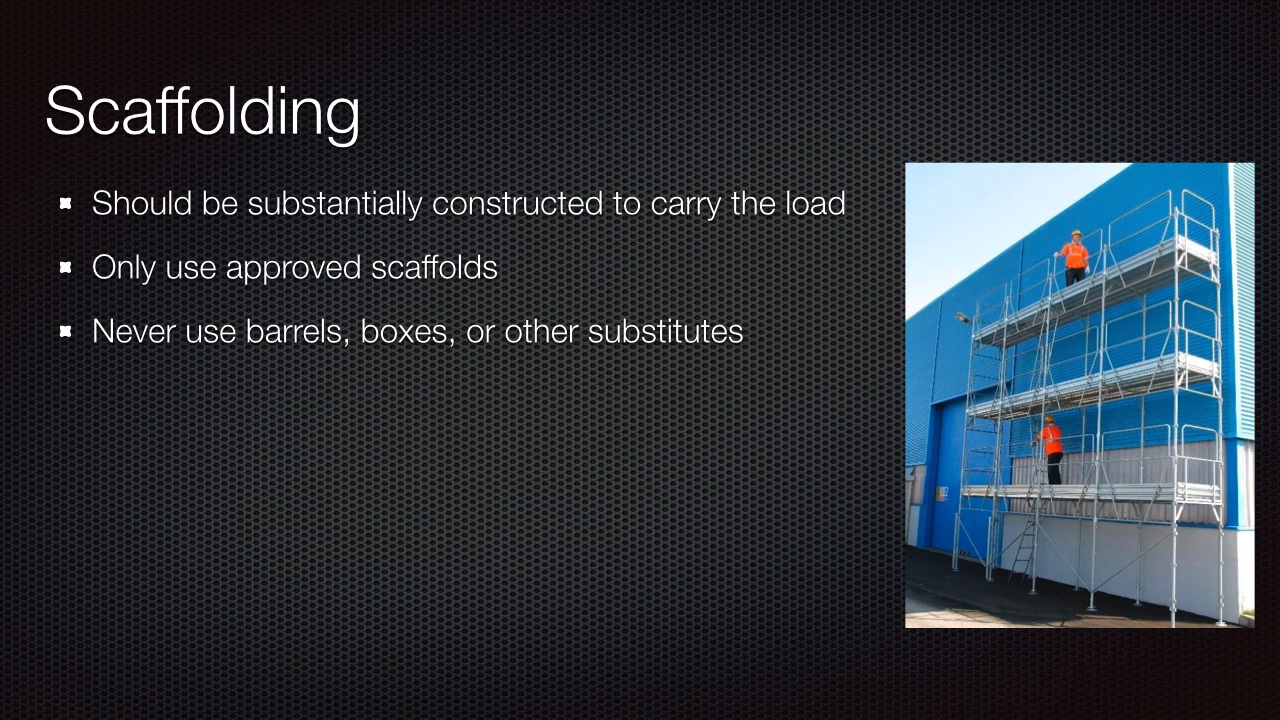 Scaffolding
Should be substantially constructed to carry the load
Only use approved scaffolds
Never use barrels, boxes, or other substitutes